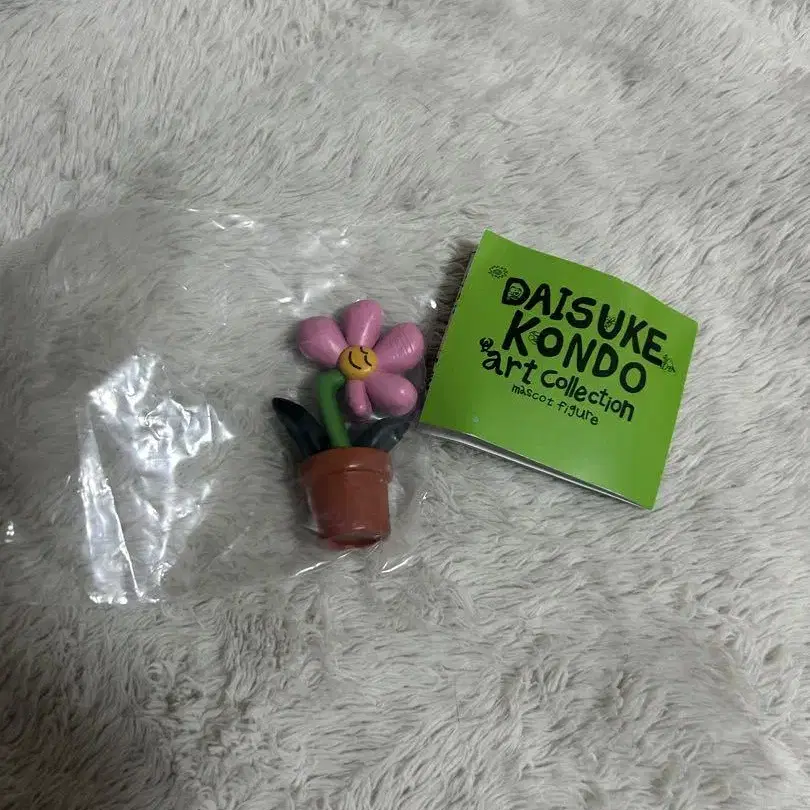 DAISUKE
KONDO
art collection
mascot figure